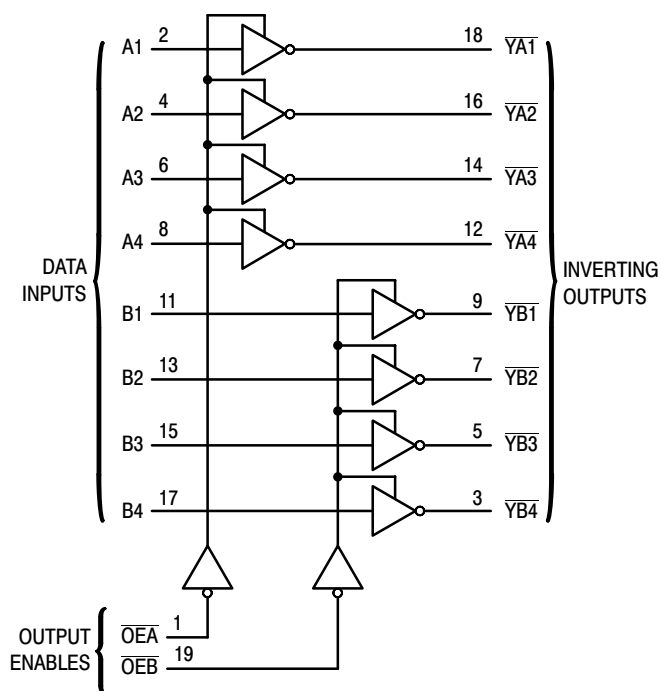 A1 2 18 YA1
A2 4 16 YA2
A3 6 14 YA3
A4 8 12 YA4
DATA
INPUTS
INVERTING
OUTPUTS
B1 11 9 YB1
B2 13 7 YB2
B3 15 5 YB3
B4 17 3 YB4
OUTPUT
ENABLES
OEA 1
OEB 19